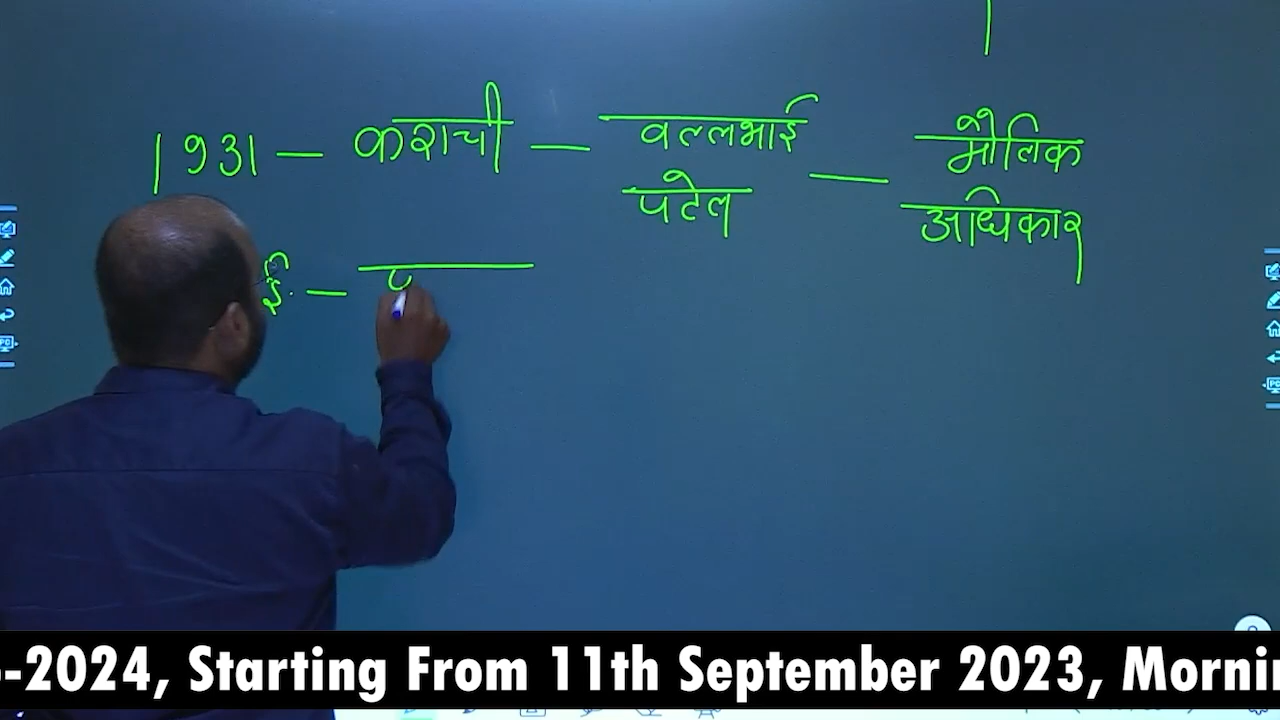 1931 — कराची — वल्लभाई — मौलिक
पटेल अधिकार
ई. —
-2024, Starting From 11th September 2023, Mornin